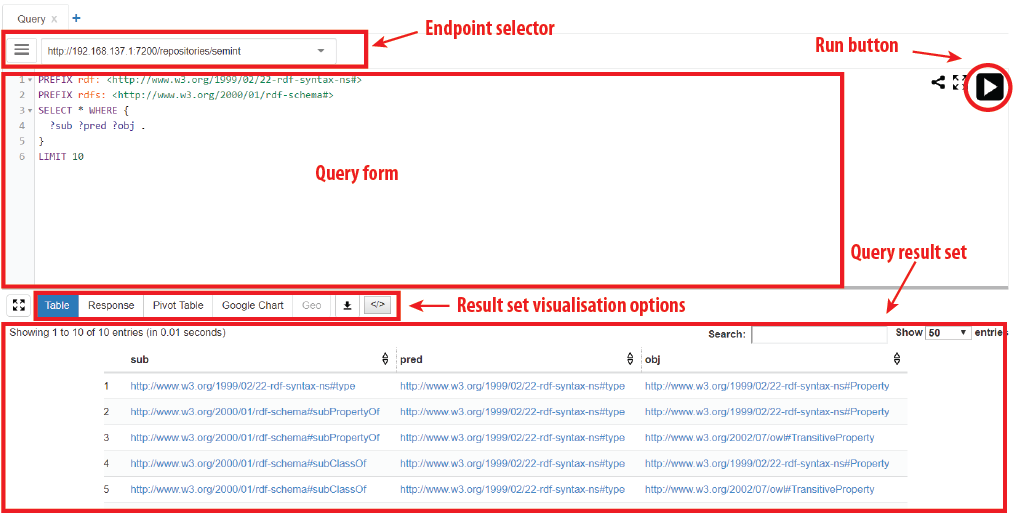 Query x +
Endpoint selector
http://192.168.137.1:7200/repositories/semint
Run button
1 PREFIX rdf: <http://www.w3.org/1999/02/22-rdf-syntax-ns#>
2 PREFIX rdfs: <http://www.w3.org/2000/01/rdf-schema#>
3 SELECT * WHERE {
4 ?sub ?pred ?obj .
5 }
6 LIMIT 10
Query form
Query result set
Table Response Pivot Table Google Chart Geo </>
Result set visualisation options
Showing 1 to 10 of 10 entries (in 0.01 seconds)
Search: Show 50 entries
sub pred obj
1 http://www.w3.org/1999/02/22-rdf-syntax-ns#type http://www.w3.org/1999/02/22-rdf-syntax-ns#type http://www.w3.org/1999/02/22-rdf-syntax-ns#Property
2 http://www.w3.org/2000/01/rdf-schema#subPropertyOf http://www.w3.org/1999/02/22-rdf-syntax-ns#type http://www.w3.org/1999/02/22-rdf-syntax-ns#Property
3 http://www.w3.org/2000/01/rdf-schema#subPropertyOf http://www.w3.org/1999/02/22-rdf-syntax-ns#type http://www.w3.org/2002/07/owl#TransitiveProperty
4 http://www.w3.org/2000/01/rdf-schema#subClassOf http://www.w3.org/1999/02/22-rdf-syntax-ns#type http://www.w3.org/1999/02/22-rdf-syntax-ns#Property
5 http://www.w3.org/2000/01/rdf-schema#subClassOf http://www.w3.org/1999/02/22-rdf-syntax-ns#type http://www.w3.org/2002/07/owl#TransitiveProperty